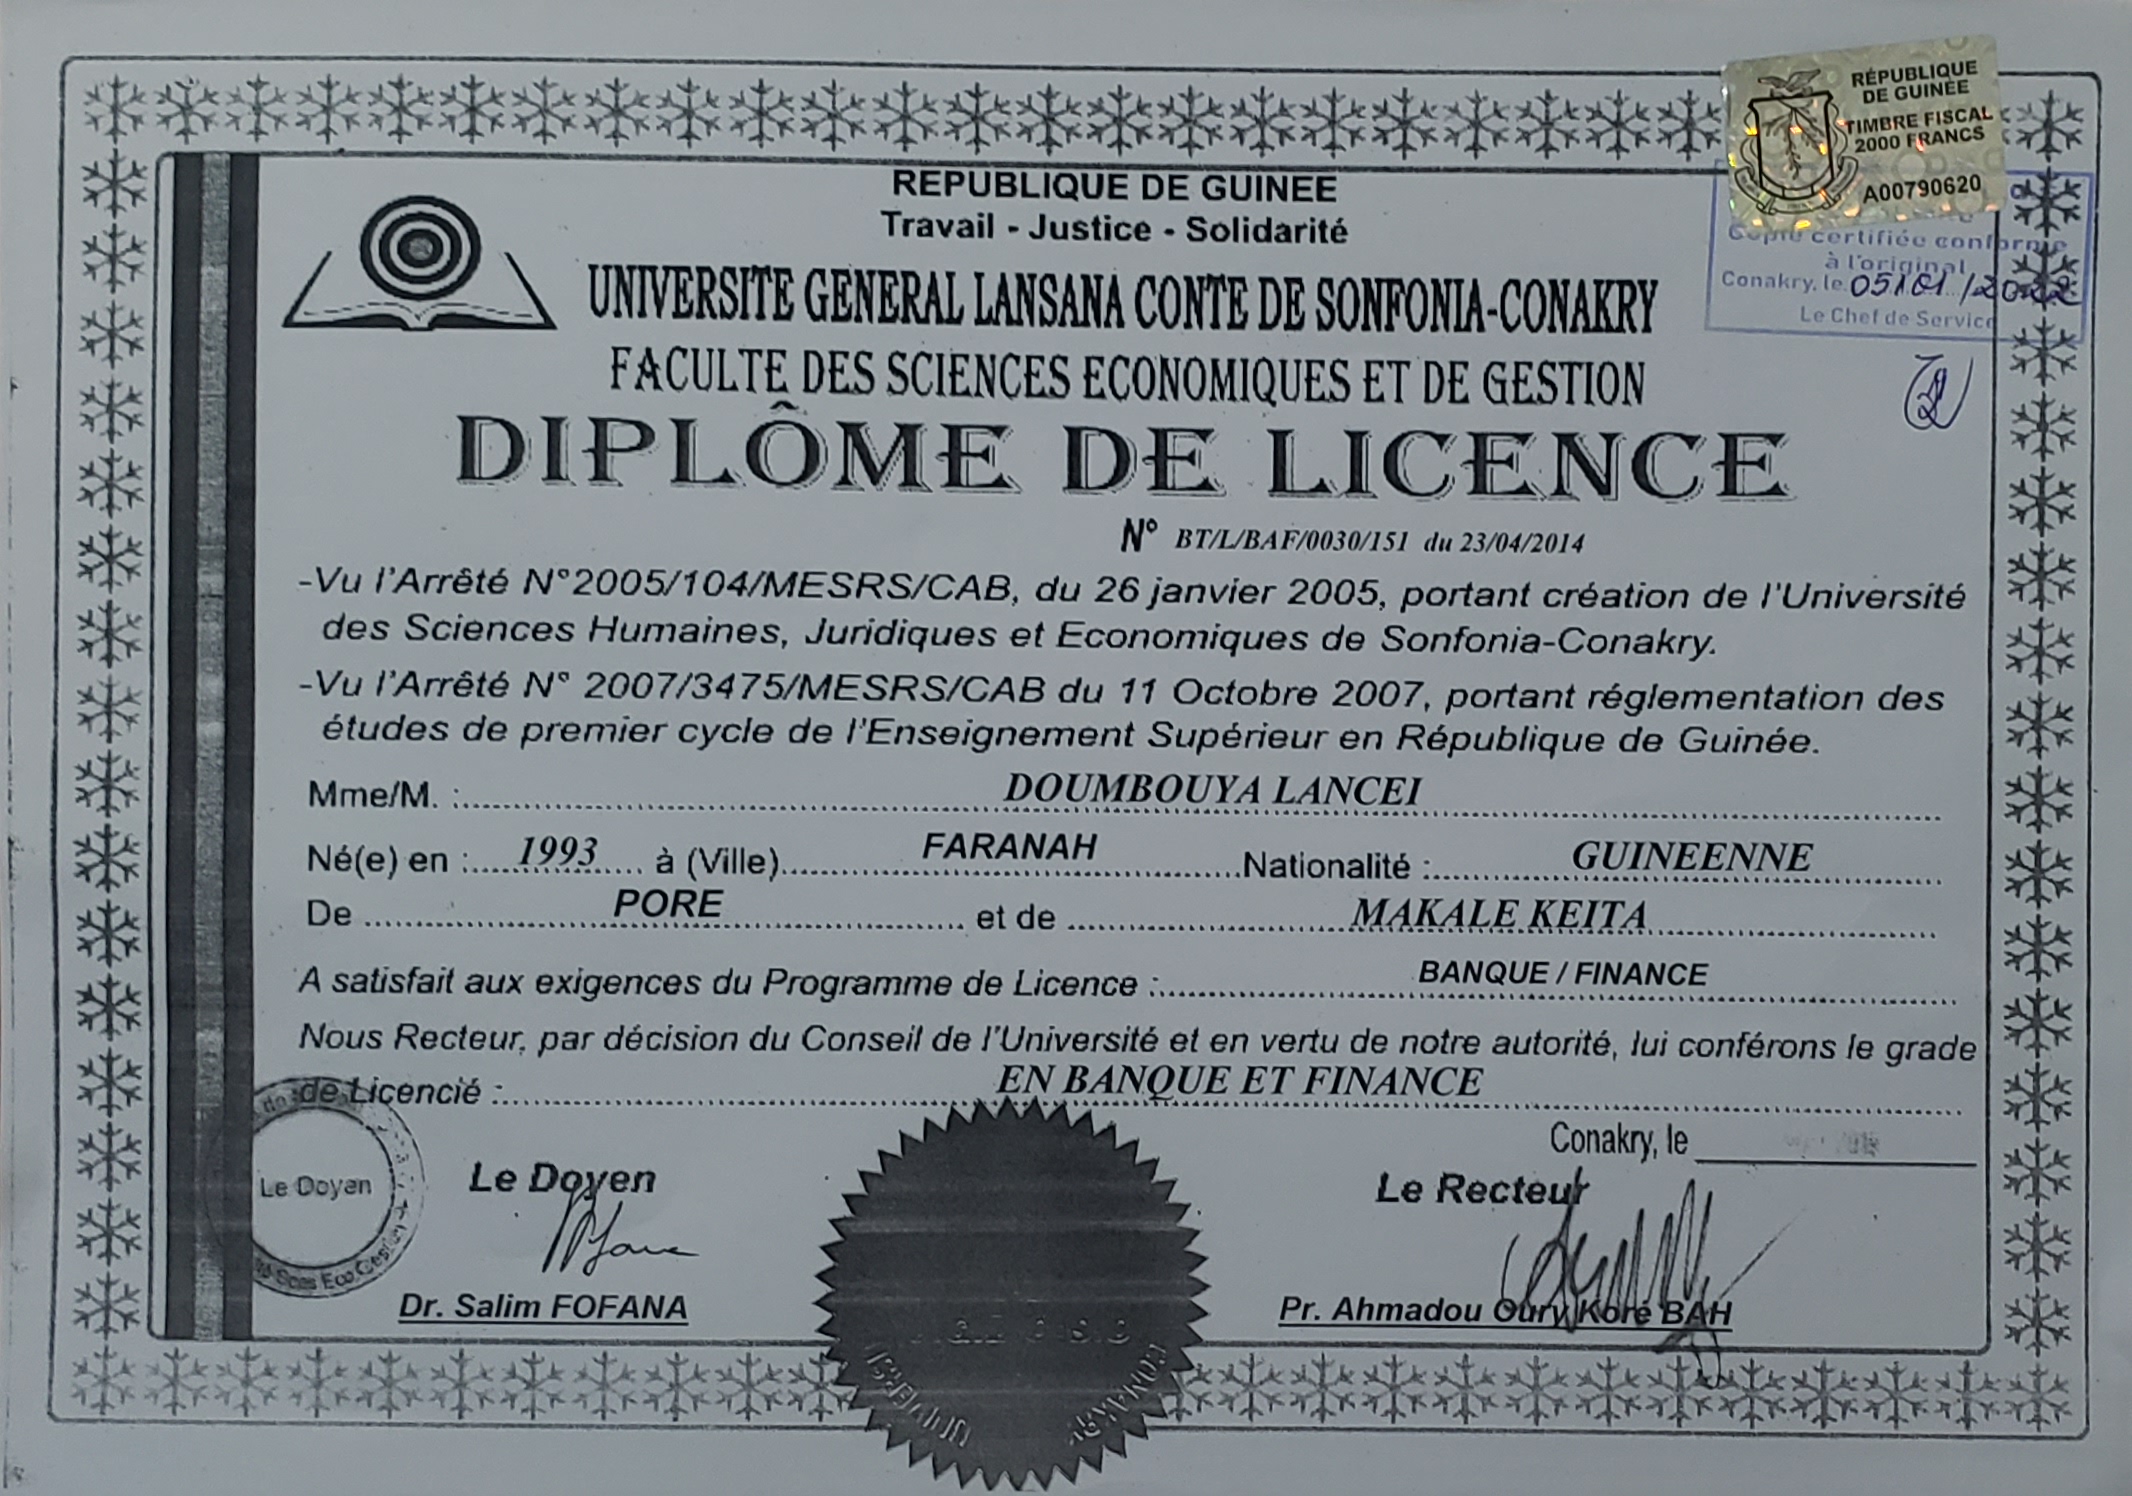 REPUBLIQUE DE GUINEE
Travail - Justice - Solidarité
UNIVERSITE GENERAL LANSANA CONTE DE SONFONIA-CONAKRY
FACULTE DES SCIENCES ECONOMIQUES ET DE GESTION
DIPLÔME DE LICENCE
N° BT/L/BAF/0030/151 du 23/04/2014
-Vu l'Arrêté N°2005/104/MESRS/CAB, du 26 janvier 2005, portant création de l'Université
des Sciences Humaines, Juridiques et Economiques de Sonfonia-Conakry.
-Vu l'Arrêté N° 2007/3475/MESRS/CAB du 11 Octobre 2007, portant réglementation des
études de premier cycle de l'Enseignement Supérieur en République de Guinée.
Mme/M. : DOUMBOUYA LANCEI
Né(e) en : 1993 à (Ville) FARANAH Nationalité : GUINEENNE
De PORE et de MAKALE KEITA
A satisfait aux exigences du Programme de Licence : BANQUE / FINANCE
Nous Recteur, par décision du Conseil de l'Université et en vertu de notre autorité, lui conférons le grade
de Licencié : EN BANQUE ET FINANCE
Conakry, le
Le Doyen
Le Recteur
Dr. Salim FOFANA
Pr. Ahmadou Oury Koré BAH
Le Doyen
RÉPUBLIQUE
DE GUINÉE
TIMBRE FISCAL
2000 FRANCS
A00790620
Copie certifiée conforme
à l'original
Conakry, le 05/01/2022
Le Chef de Service